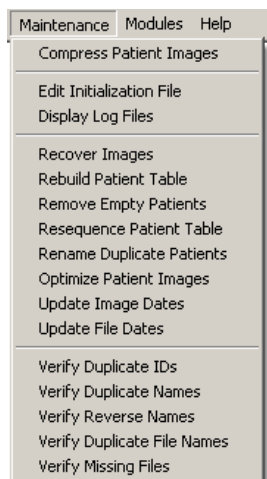 Maintenance Modules Help
Compress Patient Images
Edit Initialization File
Display Log Files
Recover Images
Rebuild Patient Table
Remove Empty Patients
Resequence Patient Table
Rename Duplicate Patients
Optimize Patient Images
Update Image Dates
Update File Dates
Verify Duplicate IDs
Verify Duplicate Names
Verify Reverse Names
Verify Duplicate File Names
Verify Missing Files